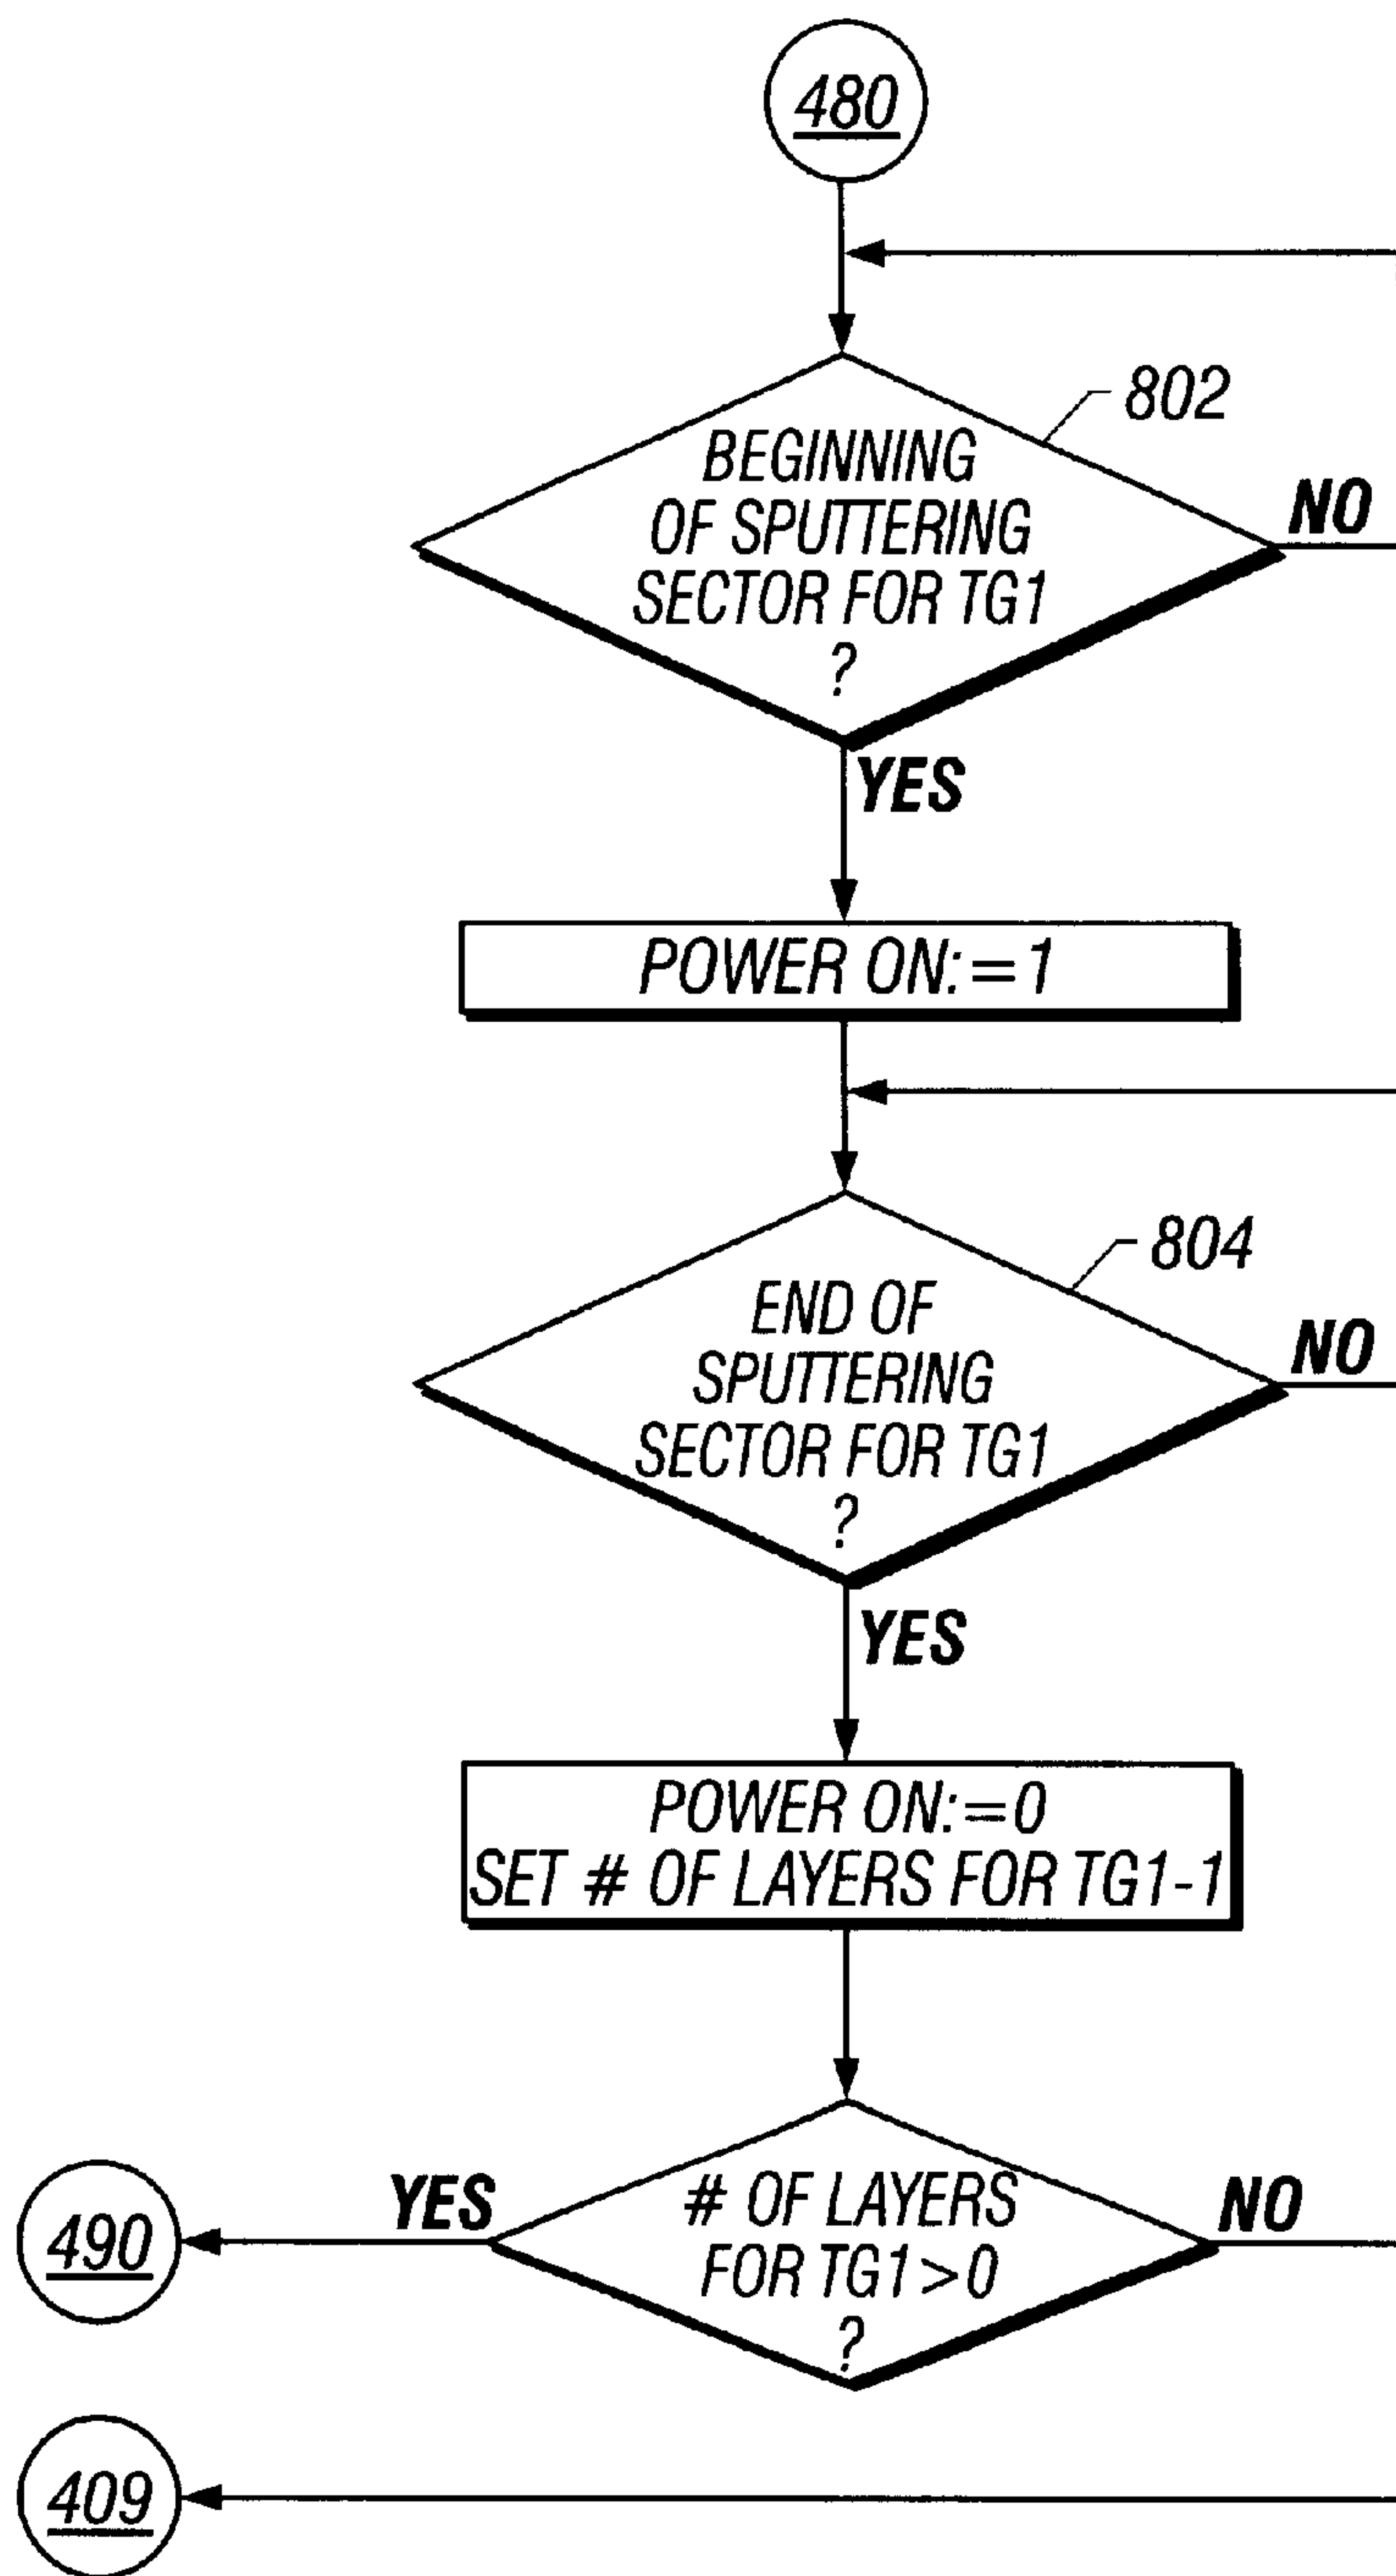 480
802
BEGINNING
OF SPUTTERING
SECTOR FOR TG1
?
NO
YES
POWER ON:=1
804
END OF
SPUTTERING
SECTOR FOR TG1
?
NO
YES
POWER ON:=0
SET # OF LAYERS FOR TG1-1
YES
# OF LAYERS
FOR TG1>0
?
NO
490
409